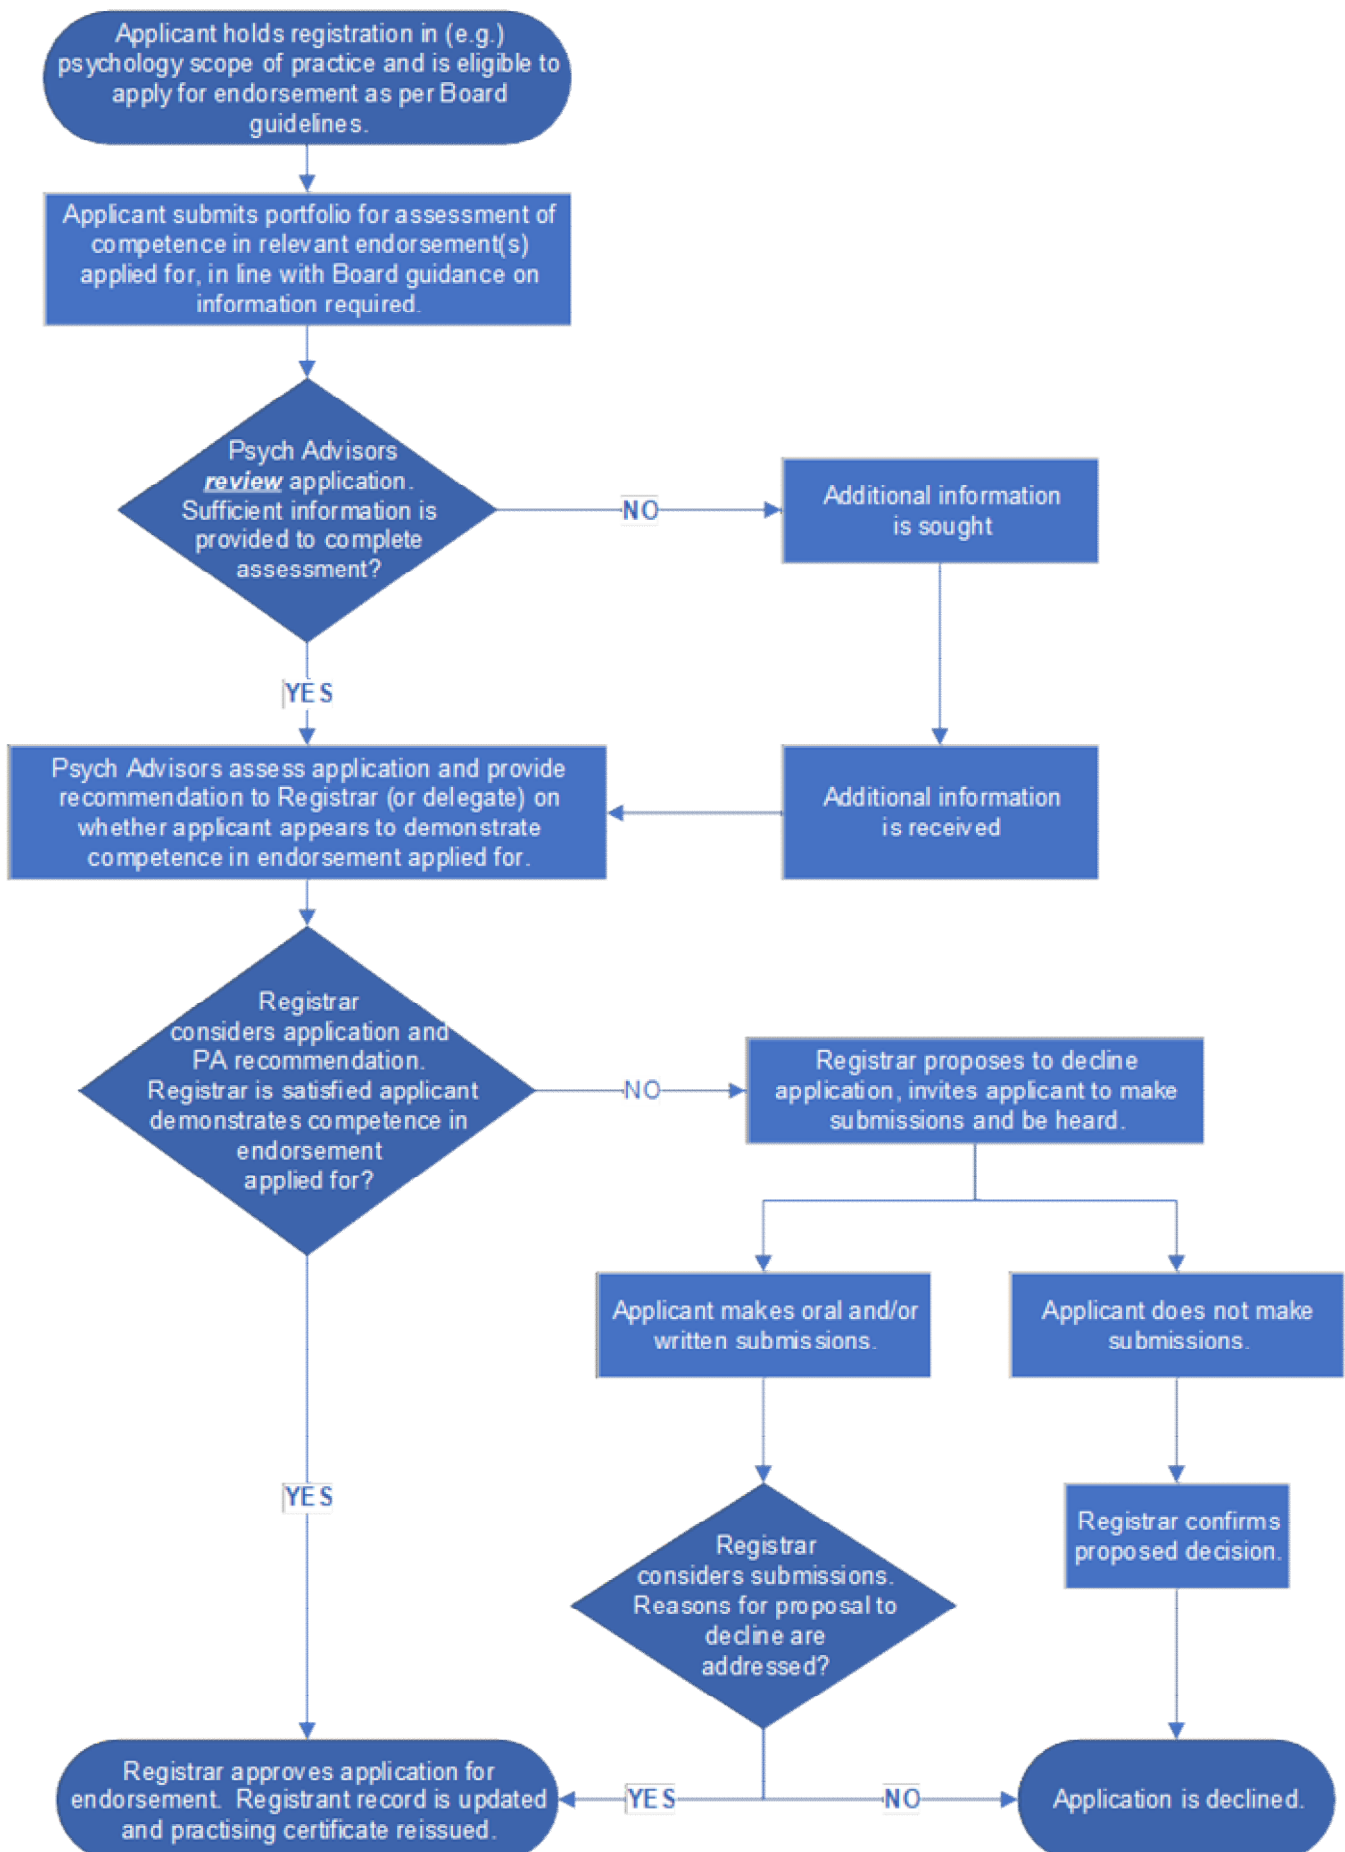 Applicant holds registration in (e.g.)
psychology scope of practice and is eligible to
apply for endorsement as per Board
guidelines.
Applicant submits portfolio for assessment of
competence in relevant endorsement(s)
applied for, in line with Board guidance on
information required.
Psych Advisors
review application.
Sufficient information is
provided to complete
assessment?
NO
Additional information
is sought
YES
Psych Advisors assess application and provide
recommendation to Registrar (or delegate) on
whether applicant appears to demonstrate
competence in endorsement applied for.
Additional information
is received
Registrar
considers application and
PA recommendation.
Registrar is satisfied applicant
demonstrates competence in
endorsement
applied for?
NO
Registrar proposes to decline
application, invites applicant to make
submissions and be heard.
Applicant makes oral and/or
written submissions.
Applicant does not make
submissions.
YES
Registrar
considers submissions.
Reasons for proposal to
decline are
addressed?
Registrar confirms
proposed decision.
Registrar approves application for
endorsement. Registrant record is updated
and practising certificate reissued.
YES
NO
Application is declined.